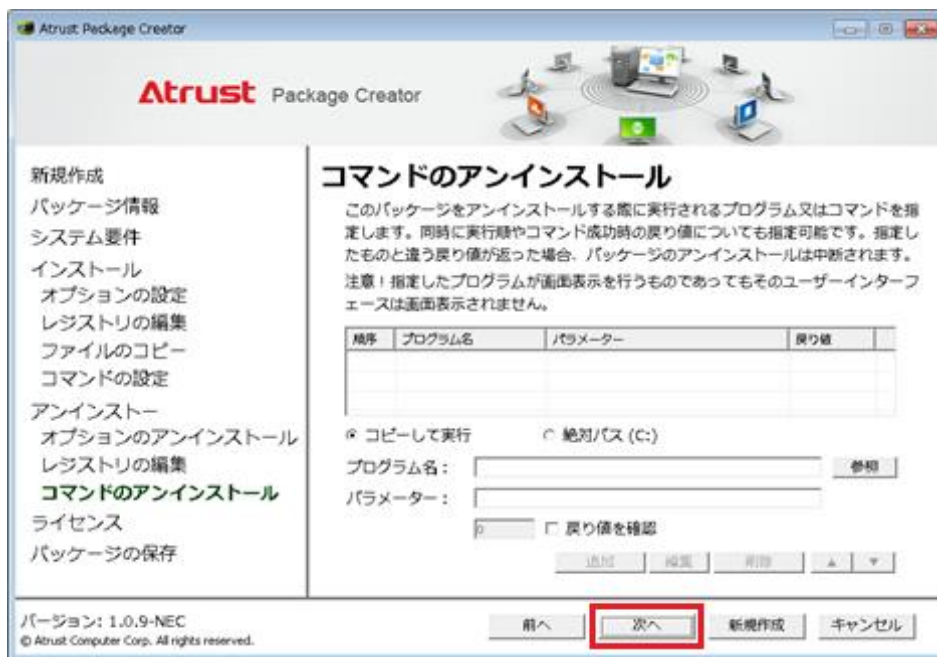 Atrust Package Creator
Atrust Package Creator
新規作成
パッケージ情報
システム要件
インストール
オプションの設定
レジストリの編集
ファイルのコピー
コマンドの設定
アンインストー
オプションのアンインストール
レジストリの編集
コマンドのアンインストール
ライセンス
パッケージの保存
コマンドのアンインストール
このパッケージをアンインストールする際に実行されるプログラム又はコマンドを指
定します。同時に実行順やコマンド成功時の戻り値についても指定可能です。指定し
たものと違う戻り値が返った場合、パッケージのアンインストールは中断されます。
注意！指定したプログラムが画面表示を行うものであってもそのユーザーインターフ
ェースは画面表示されません。
順序 プログラム名 パラメーター 戻り値
コピーして実行 絶対パス (C:)
プログラム名： 参照
パラメーター：
0 戻り値を確認
追加 編集 削除 ▲ ▼
バージョン: 1.0.9-NEC
© Atrust Computer Corp. All rights reserved.
前へ 次へ 新規作成 キャンセル